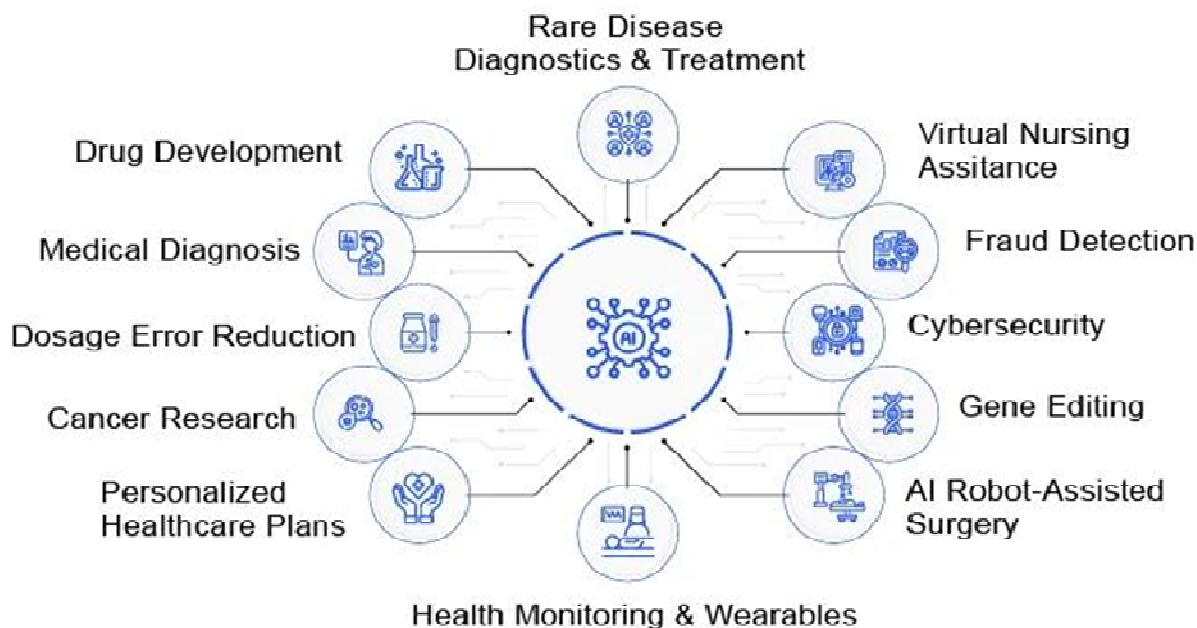 Rare Disease
Diagnostics & Treatment
Drug Development
Virtual Nursing
Assitance
Medical Diagnosis
Fraud Detection
Dosage Error Reduction
Cybersecurity
AI
Cancer Research
Gene Editing
Personalized
Healthcare Plans
AI Robot-Assisted
Surgery
Health Monitoring & Wearables